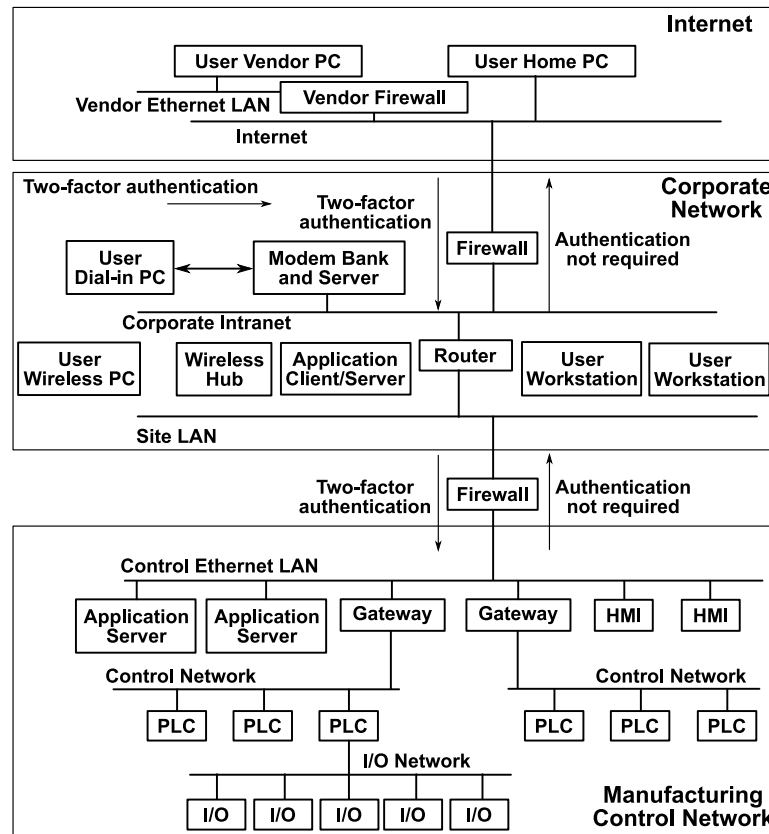 Internet
User Vendor PC
User Home PC
Vendor Ethernet LAN
Vendor Firewall
Internet
Two-factor authentication
Corporate
Network
Two-factor
authentication
Firewall
Authentication
not required
User
Dial-in PC
Modem Bank
and Server
Corporate Intranet
User
Wireless PC
Wireless
Hub
Application
Client/Server
Router
User
Workstation
User
Workstation
Site LAN
Two-factor
authentication
Firewall
Authentication
not required
Control Ethernet LAN
Application
Server
Application
Server
Gateway
Gateway
HMI
HMI
Control Network
Control Network
PLC
PLC
PLC
PLC
PLC
PLC
I/O Network
I/O
I/O
I/O
I/O
I/O
Manufacturing
Control Network